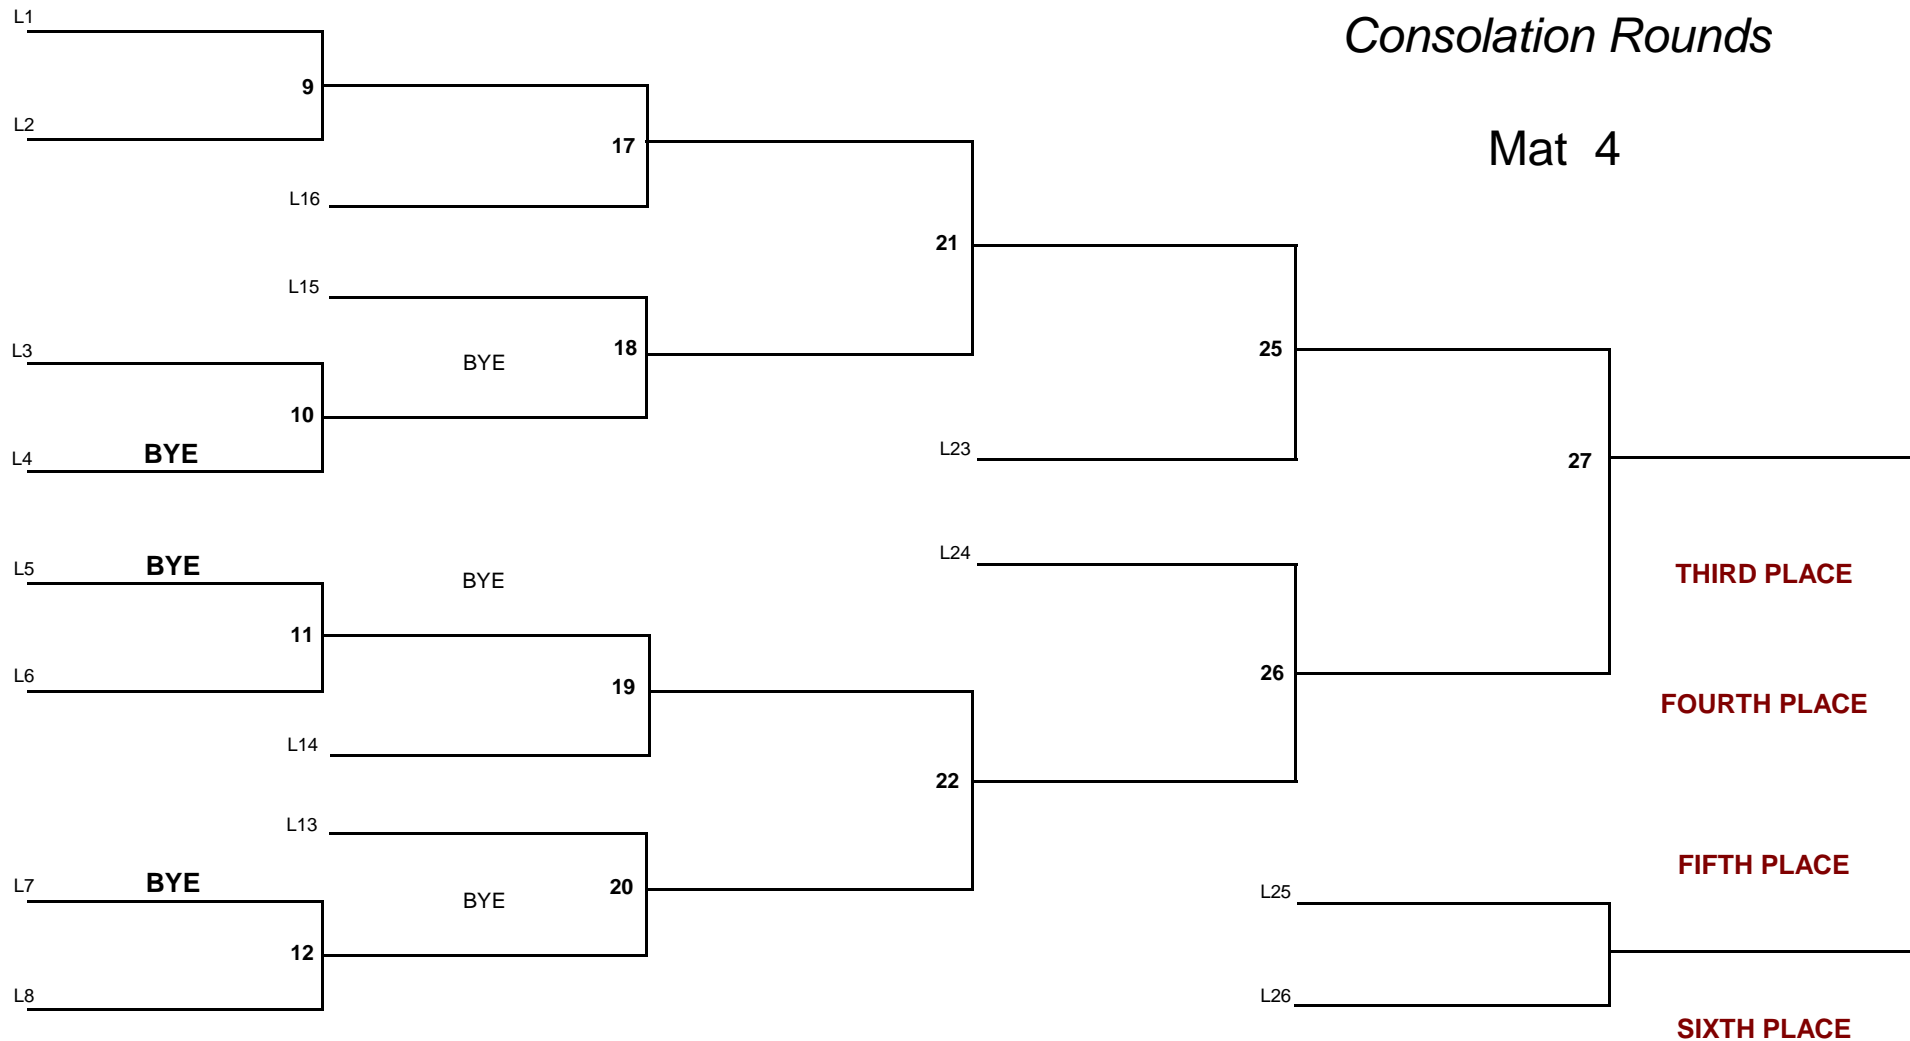 L1
Consolation Rounds
9
L2
17
Mat 4
L16
21
L15
L3
BYE
18
25
10
L4
BYE
L23
27
L5
BYE
BYE
L24
THIRD PLACE
11
L6
19
26
FOURTH PLACE
L14
22
L13
FIFTH PLACE
L7
BYE
BYE
20
L25
12
L8
L26
SIXTH PLACE